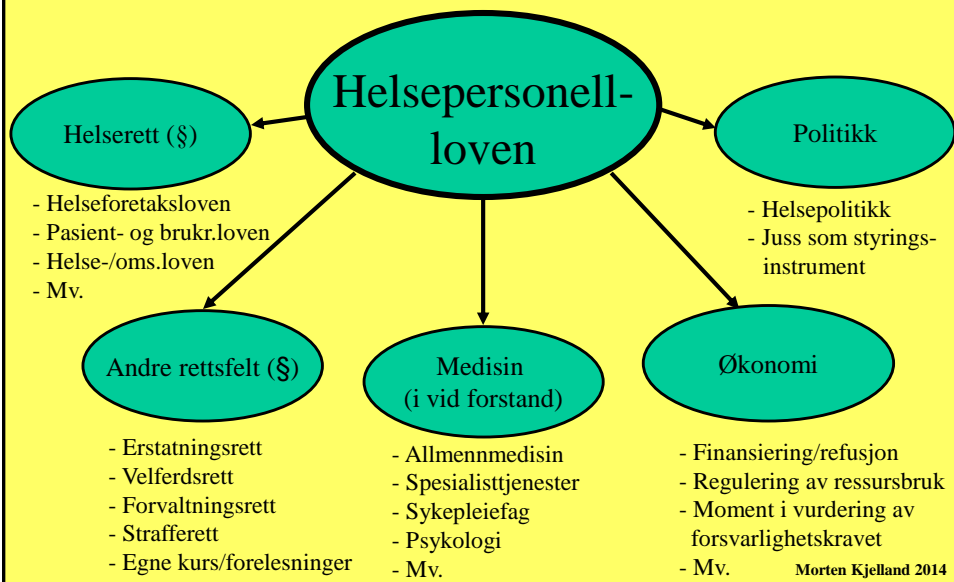 Helsepersonell-
loven
Helserett (§)
- Helseforetaksloven
- Pasient- og brukr.loven
- Helse-/oms.loven
- Mv.
Politikk
- Helsepolitikk
- Juss som styrings-
instrument
Andre rettsfelt (§)
- Erstatningsrett
- Velferdsrett
- Forvaltningsrett
- Strafferett
- Egne kurs/forelesninger
Medisin
(i vid forstand)
- Allmennmedisin
- Spesialisttjenester
- Sykepleiefag
- Psykologi
- Mv.
Økonomi
- Finansiering/refusjon
- Regulering av ressursbruk
- Moment i vurdering av
forsvarlighetskravet
- Mv.
Morten Kjelland 2014